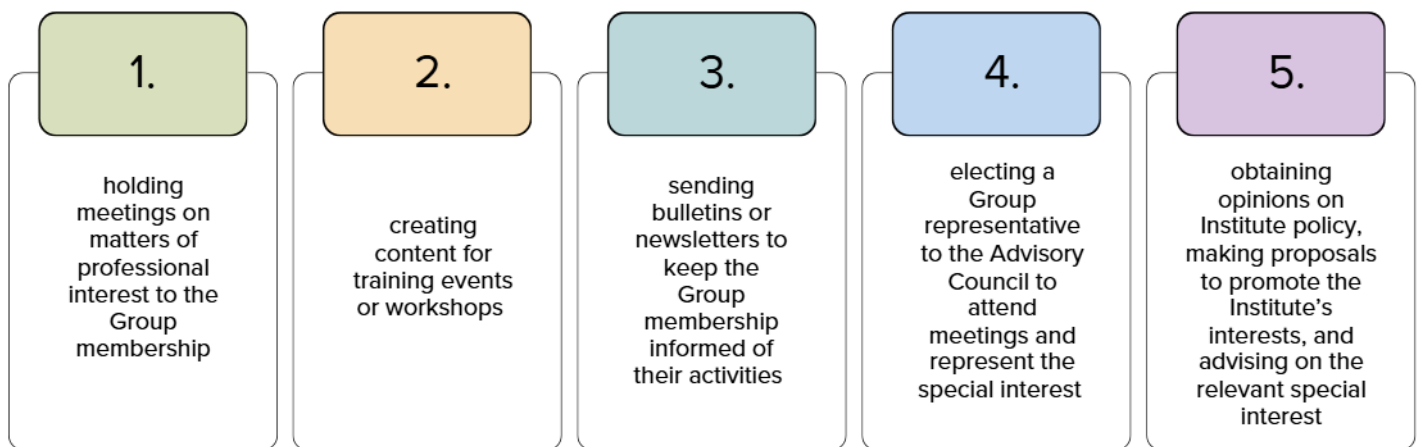 1.
holding
meetings on
matters of
professional
interest to the
Group
membership
2.
creating
content for
training events
or workshops
3.
sending
bulletins or
newsletters to
keep the
Group
membership
informed of
their activities
4.
electing a
Group
representative
to the Advisory
Council to
attend
meetings and
represent the
special interest
5.
obtaining
opinions on
Institute policy,
making proposals
to promote the
Institute’s
interests, and
advising on the
relevant special
interest